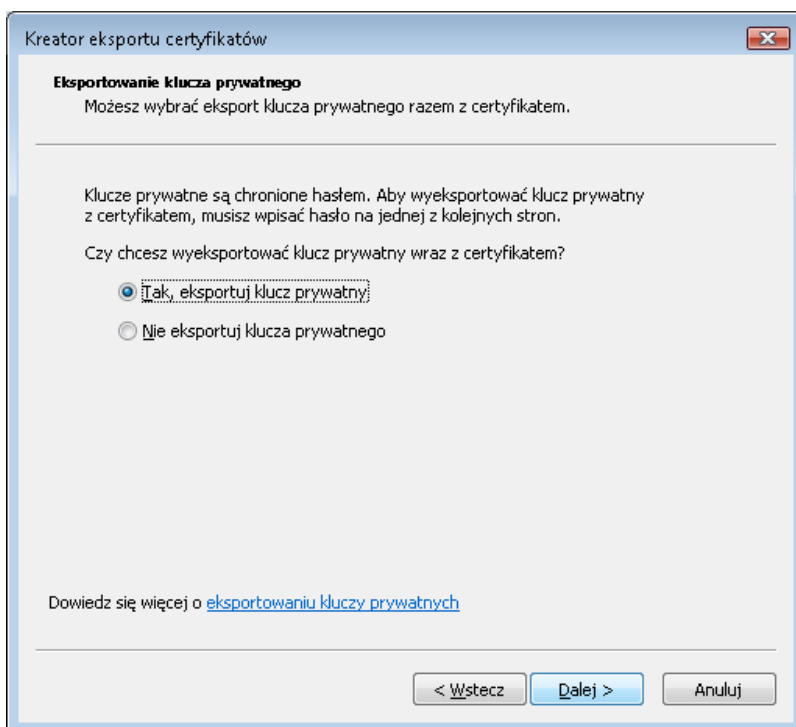 Kreator eksportu certyfikatów
Eksportowanie klucza prywatnego
Możesz wybrać eksport klucza prywatnego razem z certyfikatem.
Klucze prywatne są chronione hasłem. Aby wyeksportować klucz prywatny
z certyfikatem, musisz wpisać hasło na jednej z kolejnych stron.
Czy chcesz wyeksportować klucz prywatny wraz z certyfikatem?
Tak, eksportuj klucz prywatny
Nie eksportuj klucza prywatnego
Dowiedz się więcej o eksportowaniu kluczy prywatnych
< Wstecz Dalej > Anuluj